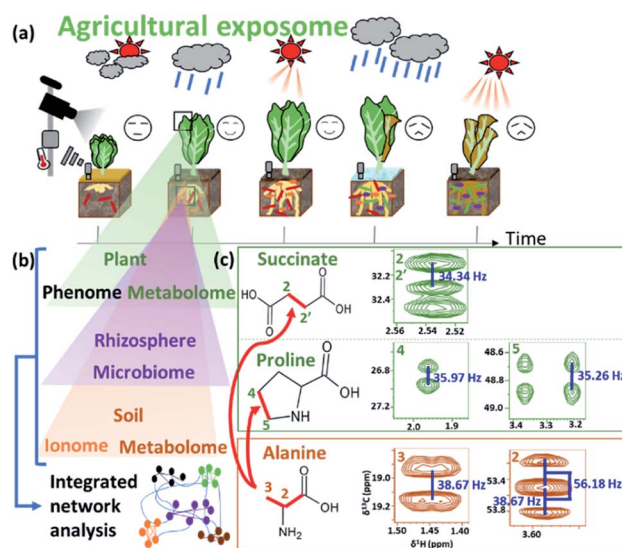 (a) Agricultural exposome
Time
(b)
Plant
Phenome Metabolome
Rhizosphere
Microbiome
Soil
Ionome Metabolome
Integrated
network
analysis
(c)
Succinate
2
2'
O
OH
HO
O
2
2'
34.34 Hz
32.2
32.4
2.56 2.54 2.52
Proline
4
5
O
OH
NH
4
35.97 Hz
26.8
27.2
2.0 1.9
5
35.26 Hz
48.6
48.8
49.0
3.4 3.3 3.2
Alanine
3
2
O
OH
NH2
3
38.67 Hz
19.0
19.2
δ13C (ppm)
1.50 1.45 1.40
δ1H (ppm)
2
56.18 Hz
53.4
38.67 Hz
53.8
3.60